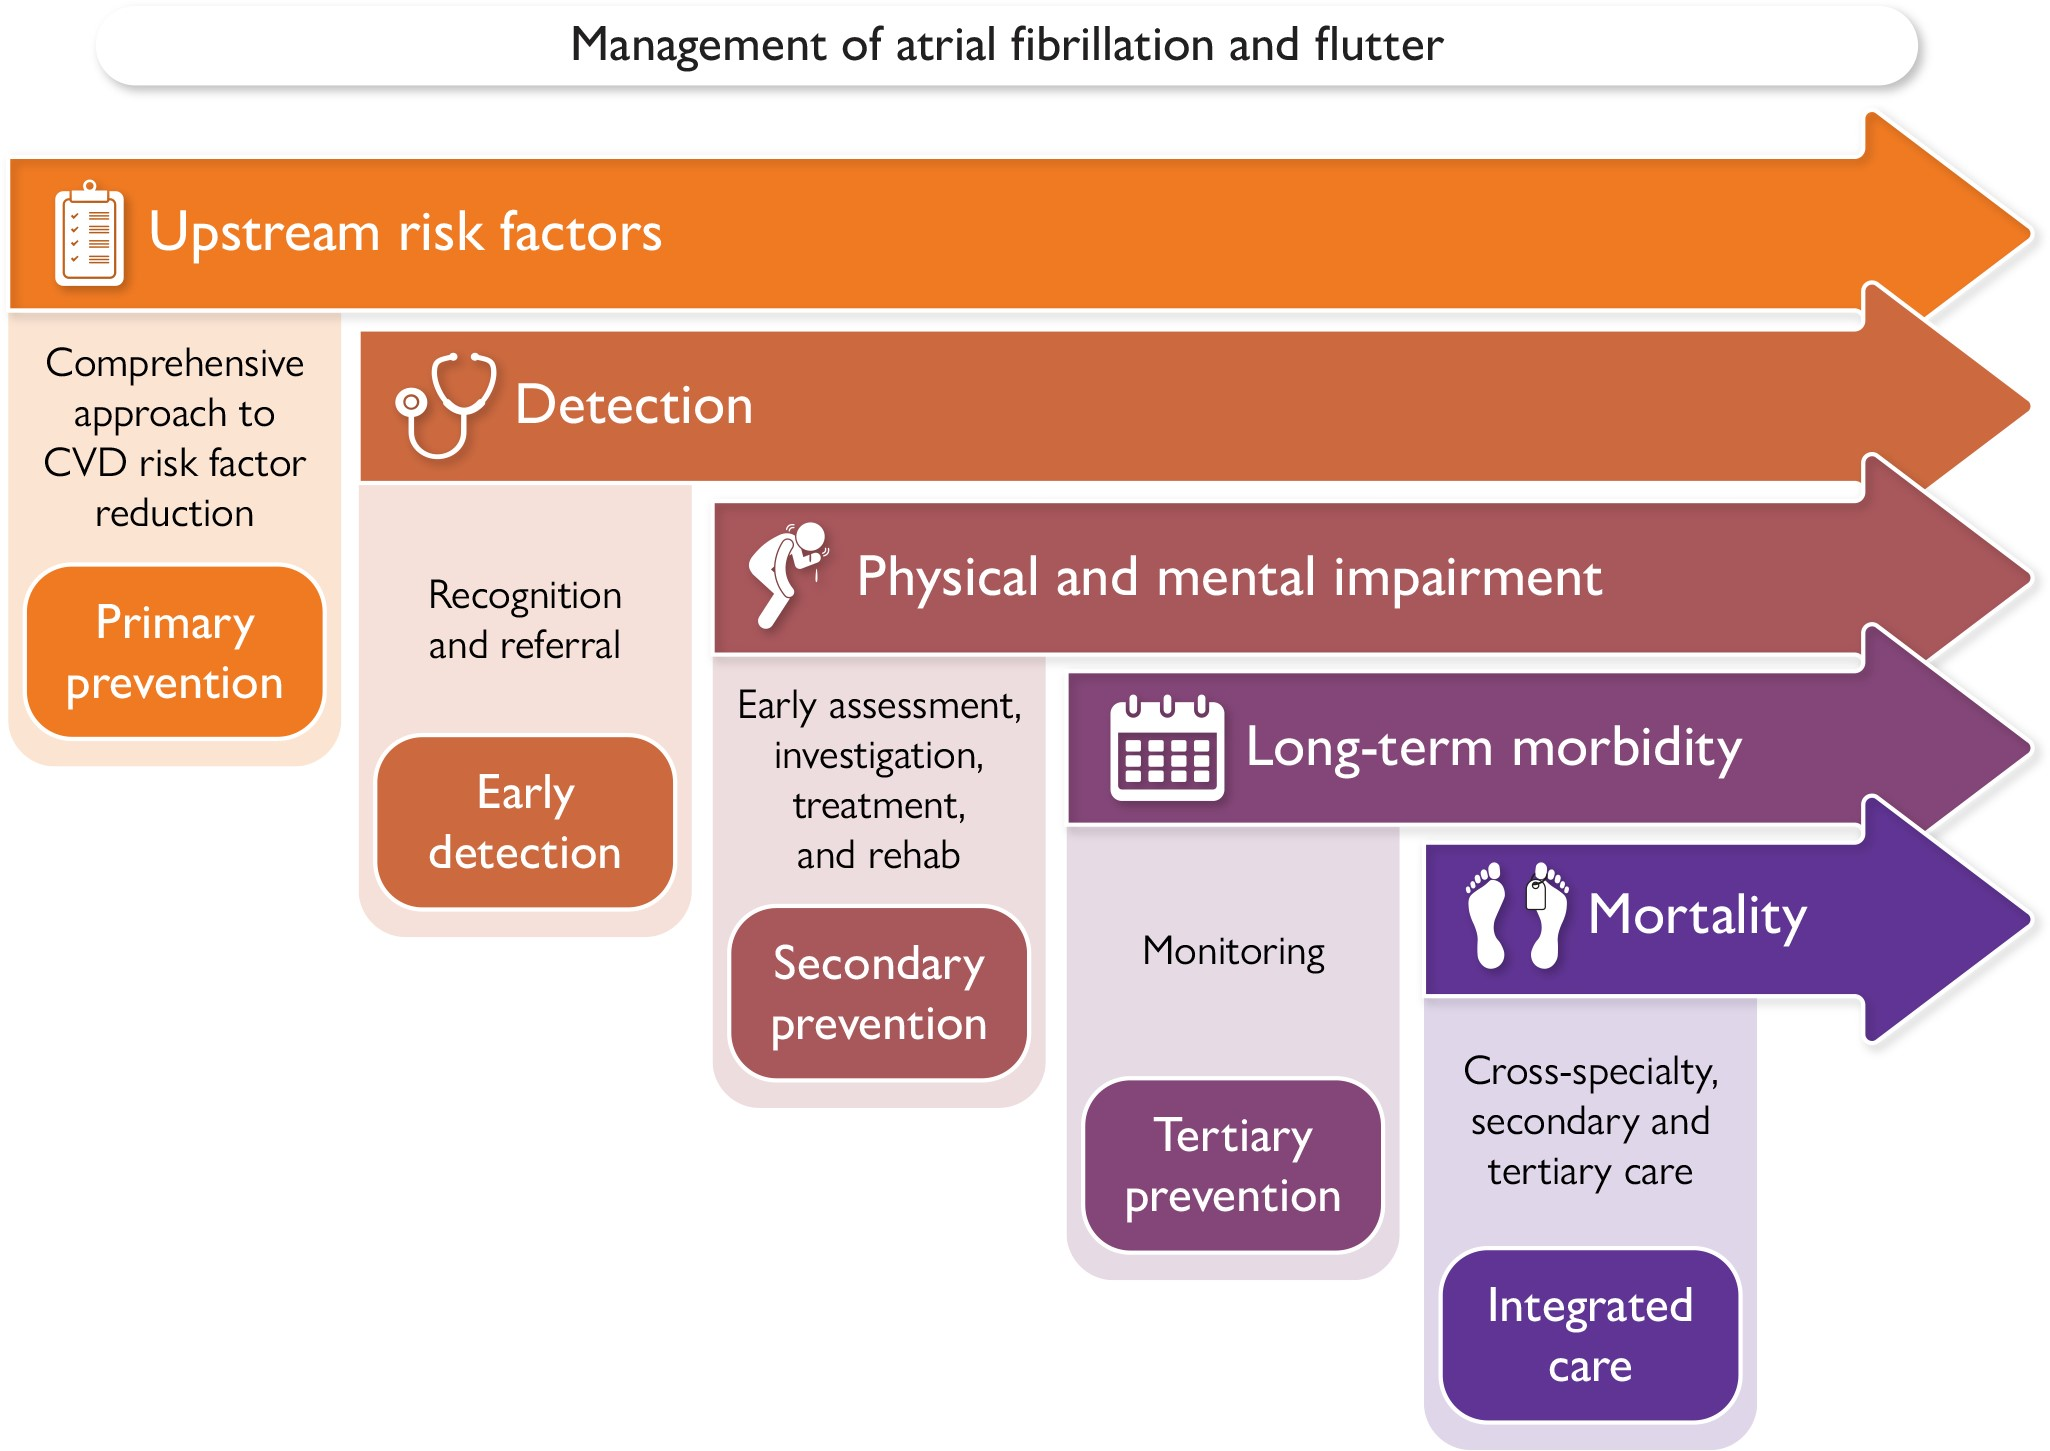 Management of atrial fibrillation and flutter
Upstream risk factors
Comprehensive
approach to
CVD risk factor
reduction
Primary
prevention
Detection
Recognition
and referral
Early
detection
Physical and mental impairment
Early assessment,
investigation,
treatment,
and rehab
Secondary
prevention
Long-term morbidity
Monitoring
Tertiary
prevention
Mortality
Cross-specialty,
secondary and
tertiary care
Integrated
care